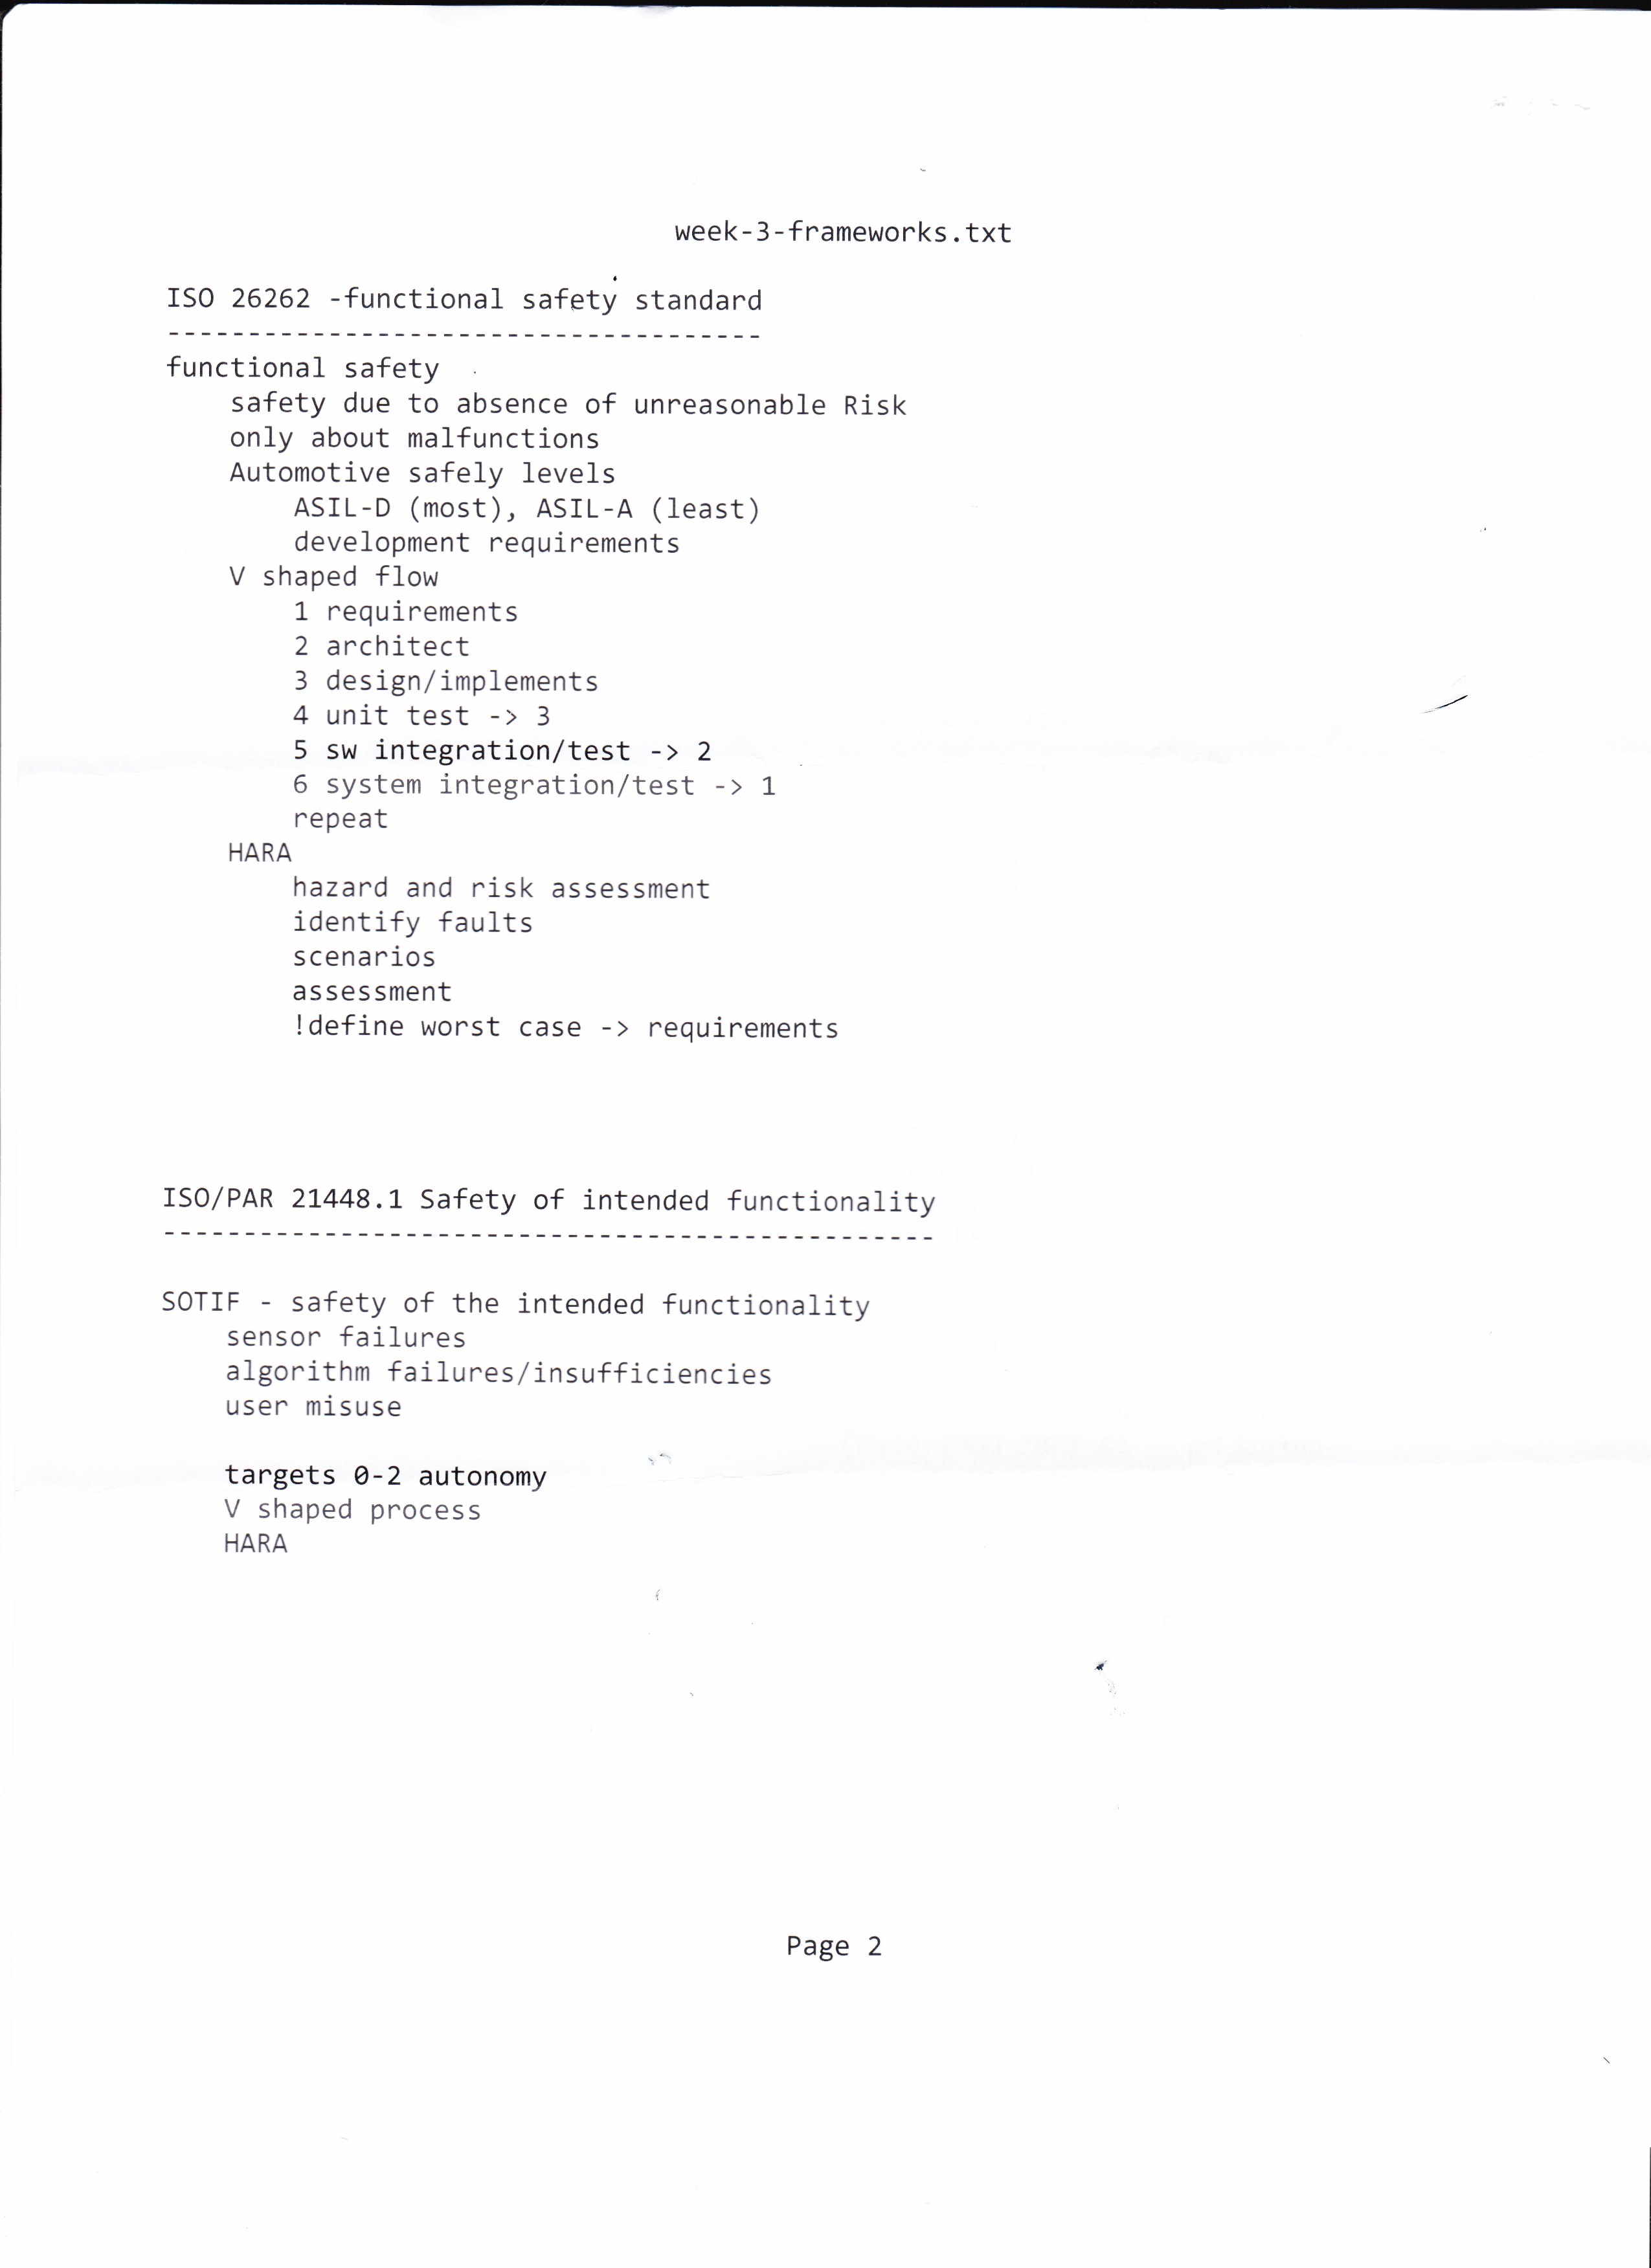 week-3-frameworks.txt
ISO 26262 -functional safety standard
-------------------------------------
functional safety
safety due to absence of unreasonable Risk
only about malfunctions
Automotive safely levels
ASIL-D (most), ASIL-A (least)
development requirements
V shaped flow
1 requirements
2 architect
3 design/implements
4 unit test -> 3
5 sw integration/test -> 2
6 system integration/test -> 1
repeat
HARA
hazard and risk assessment
identify faults
scenarios
assessment
!define worst case -> requirements
ISO/PAR 21448.1 Safety of intended functionality
------------------------------------------------
SOTIF - safety of the intended functionality
sensor failures
algorithm failures/insufficiencies
user misuse
targets 0-2 autonomy
V shaped process
HARA
Page 2